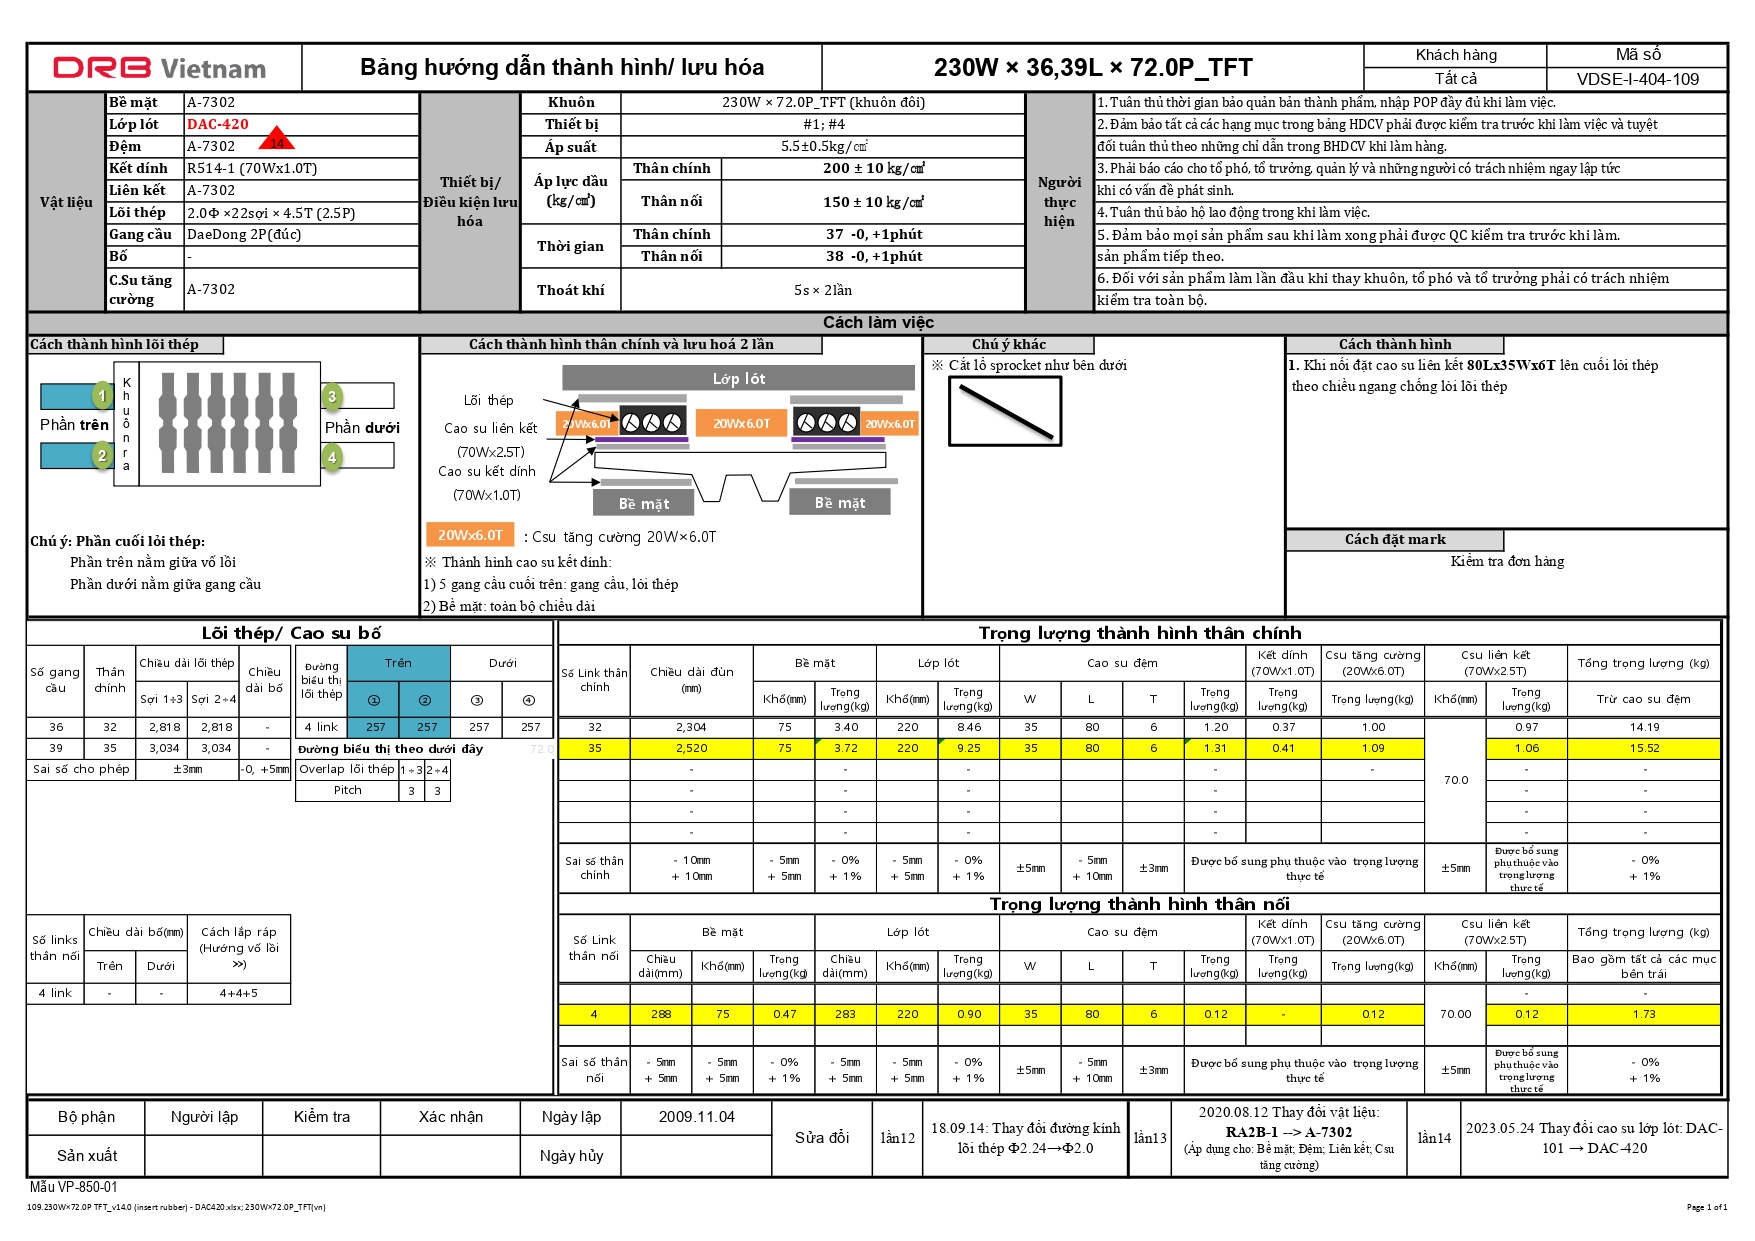 DRB Vietnam
Bảng hướng dẫn thành hình/ lưu hóa
230W × 36,39L × 72.0P_TFT
Khách hàng
Mã số
Tất cả
VDSE-I-404-109
Vật liệu
Bề mặt
A-7302
Lớp lót
DAC-420
14
Đệm
A-7302
Kết dính
R514-1 (70Wx1.0T)
Liên kết
A-7302
Lõi thép
2.0Φ ×22sợi × 4.5T (2.5P)
Gang cầu
DaeDong 2P(đúc)
Bố
-
C.Su tăng
cường
A-7302
Thiết bị/
Điều kiện lưu
hóa
Khuôn
230W × 72.0P_TFT (khuôn đôi)
Thiết bị
#1; #4
Áp suất
5.5±0.5kg/㎠
Áp lực dầu
(kg/㎠)
Thân chính
200 ± 10 kg/㎠
Thân nối
150 ± 10 kg/㎠
Thời gian
Thân chính
37 -0, +1phút
Thân nối
38 -0, +1phút
Thoát khí
5s × 2lần
Người
thực
hiện
1. Tuân thủ thời gian bảo quản bán thành phẩm, nhập POP đầy đủ khi làm việc.
2. Đảm bảo tất cả các hạng mục trong bảng HDCV phải được kiểm tra trước khi làm việc và tuyệt
đối tuân thủ theo những chỉ dẫn trong BHDCV khi làm hàng.
3. Phải báo cáo cho tổ phó, tổ trưởng, quản lý và những người có trách nhiệm ngay lập tức
khi có vấn đề phát sinh.
4. Tuân thủ bảo hộ lao động trong khi làm việc.
5. Đảm bảo mọi sản phẩm sau khi làm xong phải được QC kiểm tra trước khi làm.
sản phẩm tiếp theo.
6. Đối với sản phẩm làm lần đầu khi thay khuôn, tổ phó và tổ trưởng phải có trách nhiệm
kiểm tra toàn bộ.
Cách làm việc
Cách thành hình lõi thép
1
2
3
4
Khuôn ra
Phần trên
Phần dưới
Chú ý: Phần cuối lỏi thép:
Phần trên nằm giữa vố lồi
Phần dưới nằm giữa gang cầu
Cách thành hình thân chính và lưu hoá 2 lần
Lớp lót
Lõi thép
20Wx6.0T
20Wx6.0T
20Wx6.0T
Cao su liên kết
(70Wx2.5T)
Cao su kết dính
(70Wx1.0T)
Bề mặt
Bề mặt
20Wx6.0T
: Csu tăng cường 20W×6.0T
※ Thành hình cao su kết dính:
1) 5 gang cầu cuối trên: gang cầu, lỏi thép
2) Bề mặt: toàn bộ chiều dài
Chú ý khác
※ Cắt lổ sprocket như bên dưới
Cách thành hình
1. Khi nối đặt cao su liên kết 80Lx35Wx6T lên cuối lỏi thép
theo chiều ngang chống lòi lõi thép
Cách đặt mark
Kiểm tra đơn hàng
Lõi thép/ Cao su bố
Số gang
cầu
Thân
chính
Chiều dài lõi thép
Chiều
dài bố
Sợi 1÷3
Sợi 2÷4
36 32 2,818 2,818 -
39 35 3,034 3,034 -
Sai số cho phép
±3mm
-0, +5mm
Đường
biểu thị
lõi thép
Trên
Dưới
① ② ③ ④
4 link 257 257 257 257
Đường biểu thị theo dưới đây
72.0
Overlap lõi thép 1÷3 2÷4
Pitch 3 3
Số links
thân nối
Chiều dài bố(mm)
Cách lắp ráp
(Hướng vố lồi
>>)
Trên
Dưới
4 link - - 4+4+5
Trọng lượng thành hình thân chính
Số Link thân
chính
Chiều dài đùn
(mm)
Bề mặt
Lớp lót
Cao su đệm
Kết dính
(70Wx1.0T)
Csu tăng cường
(20Wx6.0T)
Csu liên kết
(70Wx2.5T)
Tổng trọng lượng (kg)
Khổ(mm) Trọng lượng(kg) Khổ(mm) Trọng lượng(kg) W L T Trọng lượng(kg) Trọng lượng(kg) Trọng lượng(kg) Khổ(mm) Trọng lượng(kg) Trừ cao su đệm
32 2,304 75 3.40 220 8.46 35 80 6 1.20 0.37 1.00 0.97 14.19
35 2,520 75 3.72 220 9.25 35 80 6 1.31 0.41 1.09 1.06 15.52
- - - - - - -
70.0
- - - - - -
- - - - - -
- - - - - -
Sai số thân
chính
- 10mm
+ 10mm
- 5mm
+ 5mm
- 0%
+ 1%
- 5mm
+ 5mm
- 0%
+ 1%
±5mm
- 5mm
+ 10mm
±3mm
Được bổ sung phụ thuộc vào trọng lượng
thực tế
±5mm
Được bổ sung
phụ thuộc vào
trọng lượng
thực tế
- 0%
+ 1%
Trọng lượng thành hình thân nối
Số Link
thân nối
Bề mặt
Lớp lót
Cao su đệm
Kết dính
(70Wx1.0T)
Csu tăng cường
(20Wx6.0T)
Csu liên kết
(70Wx2.5T)
Tổng trọng lượng (kg)
Chiều dài(mm) Khổ(mm) Trọng lượng(kg) Chiều dài(mm) Khổ(mm) Trọng lượng(kg) W L T Trọng lượng(kg) Trọng lượng(kg) Trọng lượng(kg) Khổ(mm) Trọng lượng(kg) Bao gồm tất cả các mục bên trái
- -
4 288 75 0.47 283 220 0.90 35 80 6 0.12 - 0.12 70.00 0.12 1.73
Sai số thân
nối
- 5mm
+ 5mm
- 5mm
+ 5mm
- 0%
+ 1%
- 5mm
+ 5mm
- 5mm
+ 5mm
- 0%
+ 1%
±5mm
- 5mm
+ 10mm
±3mm
Được bổ sung phụ thuộc vào trọng lượng
thực tế
±5mm
Được bổ sung
phụ thuộc vào
trọng lượng
thực tế
- 0%
+ 1%
Bộ phận
Người lập
Kiểm tra
Xác nhận
Ngày lập
2009.11.04
Sản xuất
Ngày hủy
Sửa đổi
lần12
18.09.14: Thay đổi đường kính
lõi thép Φ2.24→Φ2.0
lần13
2020.08.12 Thay đổi vật liệu:
RA2B-1 --> A-7302
(Áp dụng cho: Bề mặt; Đệm; Liên kết; Csu
tăng cường)
lần14
2023.05.24 Thay đổi cao su lớp lót: DAC-
101 → DAC-420
Mẫu VP-850-01
109.230W×72.0P TFT_v14.0 (insert rubber) - DAC420.xlsx; 230W×72.0P_TFT(vn)
Page 1 of 1